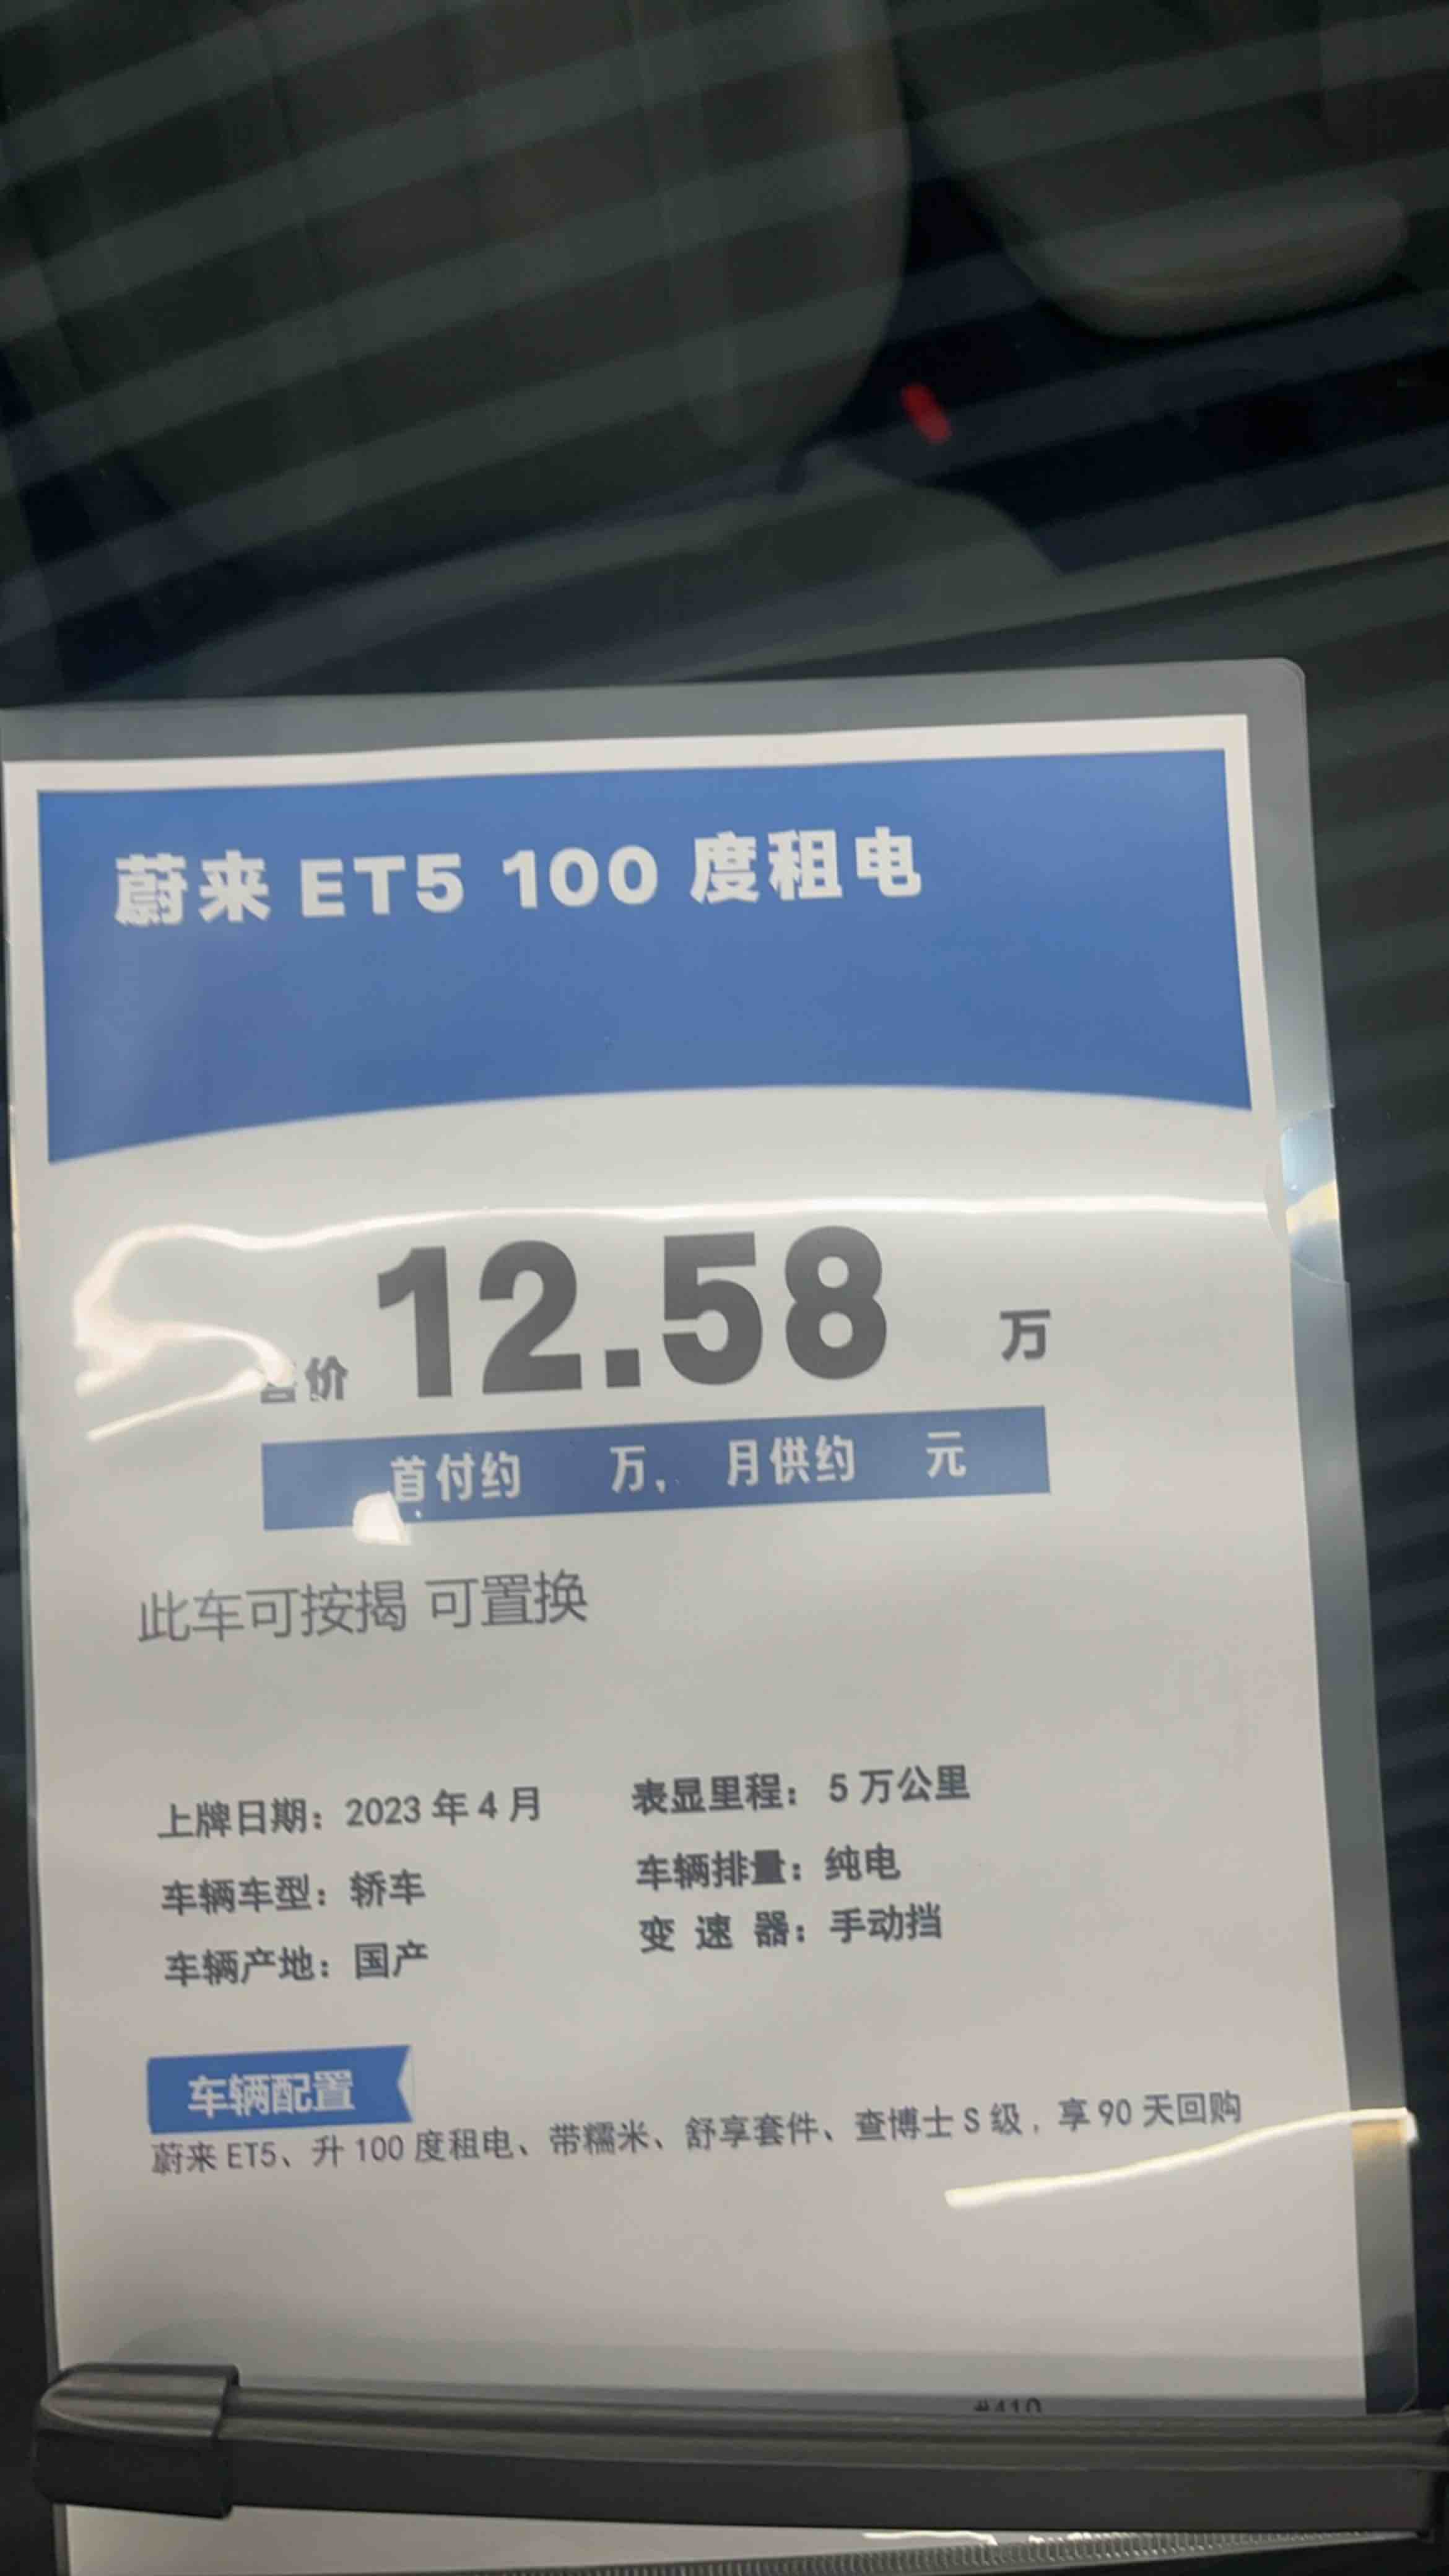 蔚来 ET5 100 度租电
售价 12.58 万
首付约 万, 月供约 元
此车可按揭 可置换
上牌日期：2023 年 4 月 表显里程：5 万公里
车辆车型：轿车 车辆排量：纯电
车辆产地：国产 变 速 器：手动挡
车辆配置
蔚来 ET5、升 100 度租电、带糯米、舒享套件、查博士 S 级，享 90 天回购